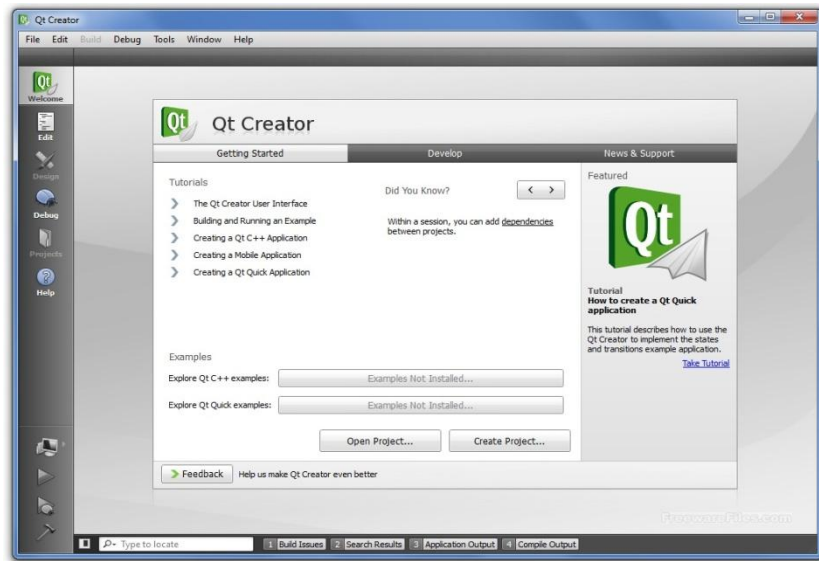 Qt Creator
File Edit Build Debug Tools Window Help
Qt
Welcome
Edit
Design
Debug
Projects
Help
Qt Qt Creator
Getting Started Develop News & Support
Tutorials
The Qt Creator User Interface
Building and Running an Example
Creating a Qt C++ Application
Creating a Mobile Application
Creating a Qt Quick Application
Did You Know?
Within a session, you can add dependencies
between projects.
Featured
Qt
Tutorial
How to create a Qt Quick
application
This tutorial describes how to use the
Qt Creator to implement the states
and transitions example application.
Take Tutorial
Examples
Explore Qt C++ examples: Examples Not Installed...
Explore Qt Quick examples: Examples Not Installed...
Open Project... Create Project...
Feedback Help us make Qt Creator even better
FreewareFiles.com
Type to locate 1 Build Issues 2 Search Results 3 Application Output 4 Compile Output